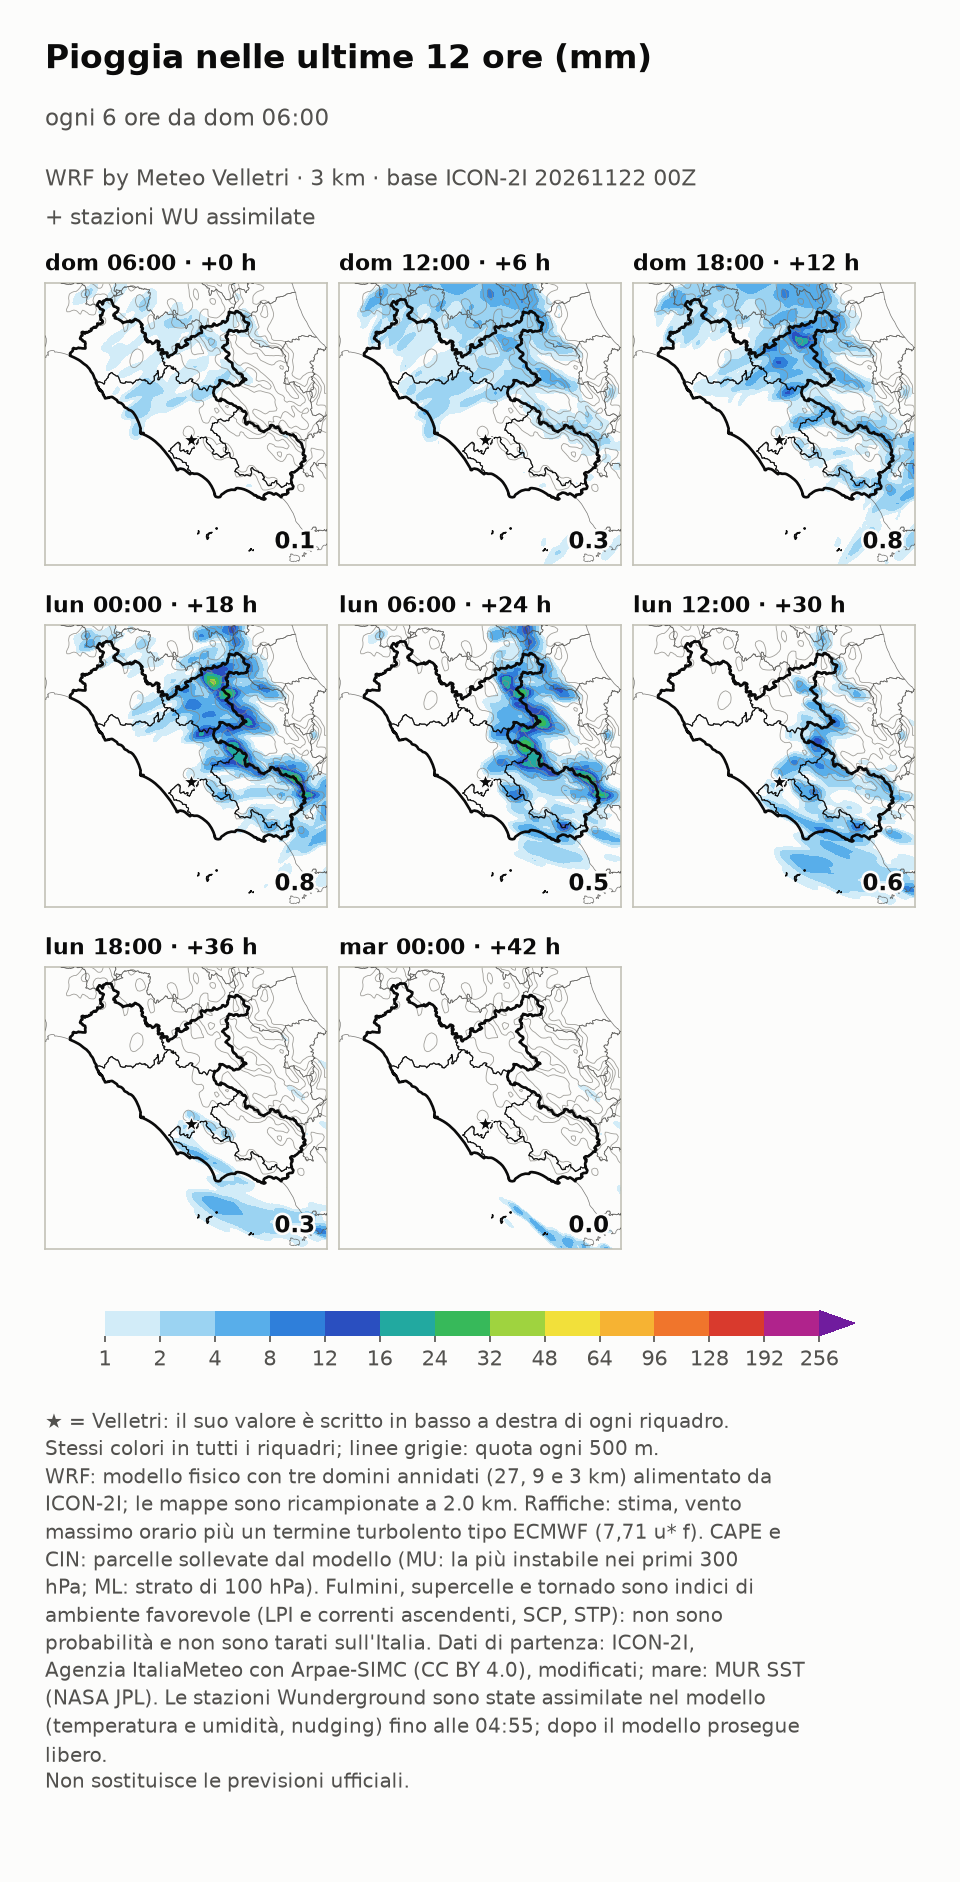 Pioggia nelle ultime 12 ore (mm)
ogni 6 ore da dom 06:00
WRF by Meteo Velletri · 3 km · base ICON-2I 20261122 00Z
+ stazioni WU assimilate
dom 06:00 · +0 h
dom 12:00 · +6 h
dom 18:00 · +12 h
0.1
0.3
0.8
lun 00:00 · +18 h
lun 06:00 · +24 h
lun 12:00 · +30 h
0.8
0.5
0.6
lun 18:00 · +36 h
mar 00:00 · +42 h
0.3
0.0
1 2 4 8 12 16 24 32 48 64 96 128 192 256
★ = Velletri: il suo valore è scritto in basso a destra di ogni riquadro.
Stessi colori in tutti i riquadri; linee grigie: quota ogni 500 m.
WRF: modello fisico con tre domini annidati (27, 9 e 3 km) alimentato da
ICON-2I; le mappe sono ricampionate a 2.0 km. Raffiche: stima, vento
massimo orario più un termine turbolento tipo ECMWF (7,71 u* f). CAPE e
CIN: parcelle sollevate dal modello (MU: la più instabile nei primi 300
hPa; ML: strato di 100 hPa). Fulmini, supercelle e tornado sono indici di
ambiente favorevole (LPI e correnti ascendenti, SCP, STP): non sono
probabilità e non sono tarati sull'Italia. Dati di partenza: ICON-2I,
Agenzia ItaliaMeteo con Arpae-SIMC (CC BY 4.0), modificati; mare: MUR SST
(NASA JPL). Le stazioni Wunderground sono state assimilate nel modello
(temperatura e umidità, nudging) fino alle 04:55; dopo il modello prosegue
libero.
Non sostituisce le previsioni ufficiali.